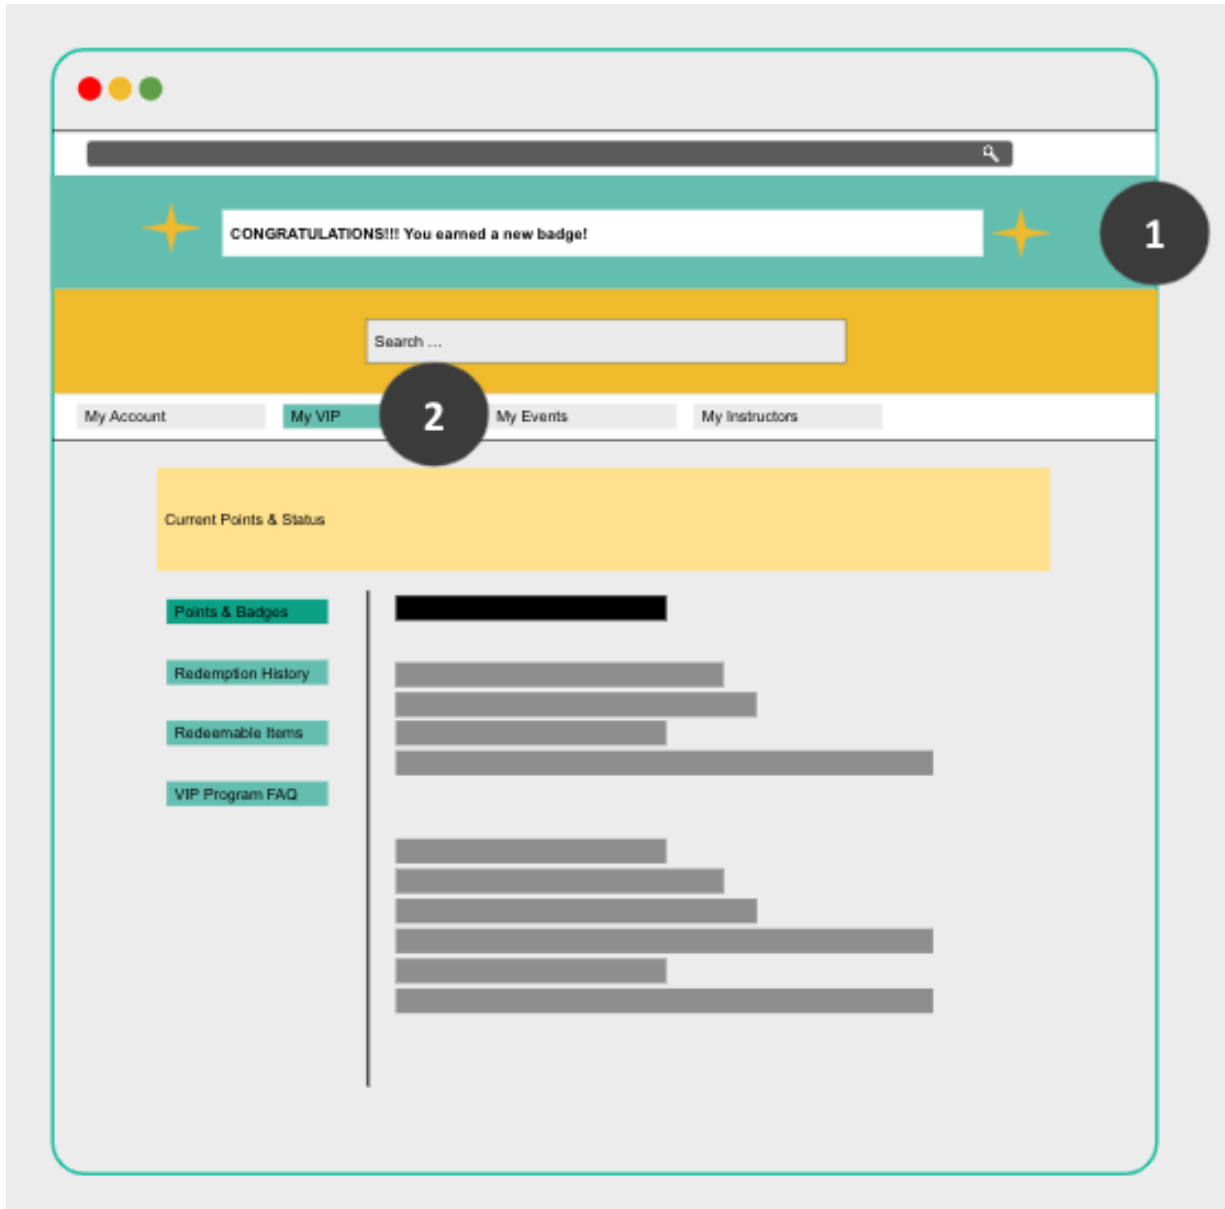 CONGRATULATIONS!!! You earned a new badge!
1
Search ...
My Account
My VIP
2
My Events
My Instructors
Current Points & Status
Points & Badges
Redemption History
Redeemable Items
VIP Program FAQ